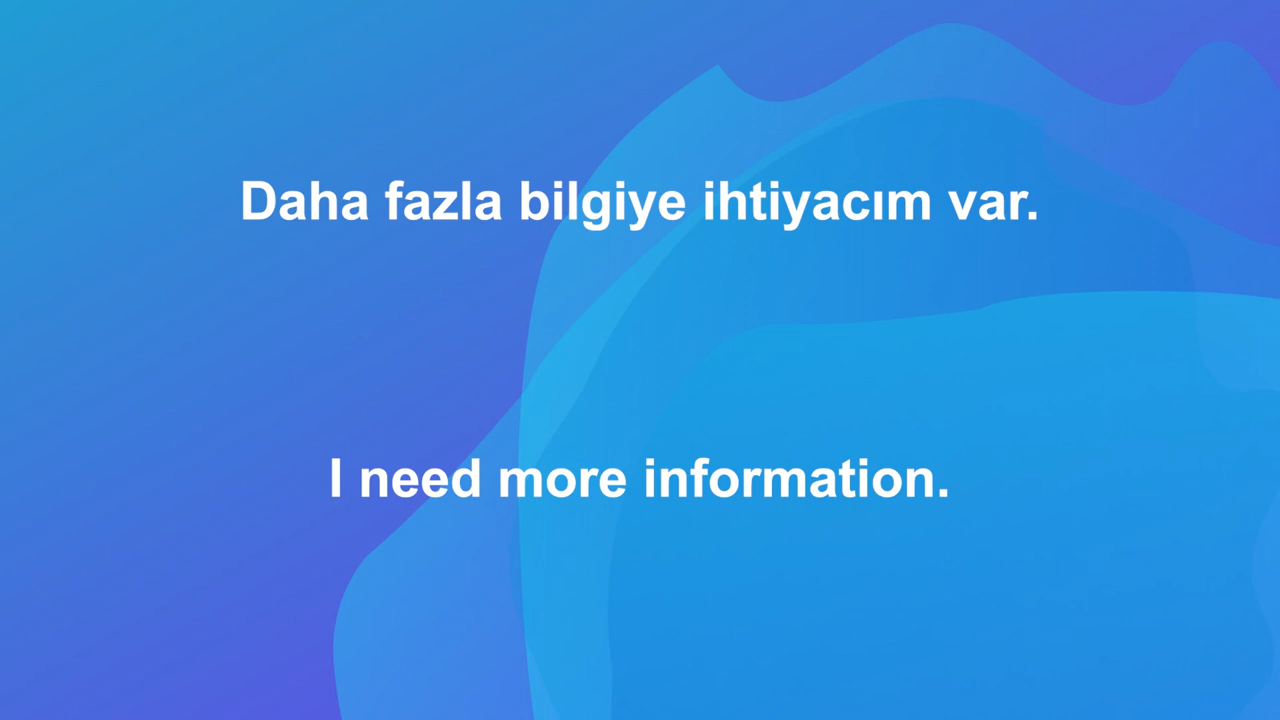 Daha fazla bilgiye ihtiyacım var.
I need more information.